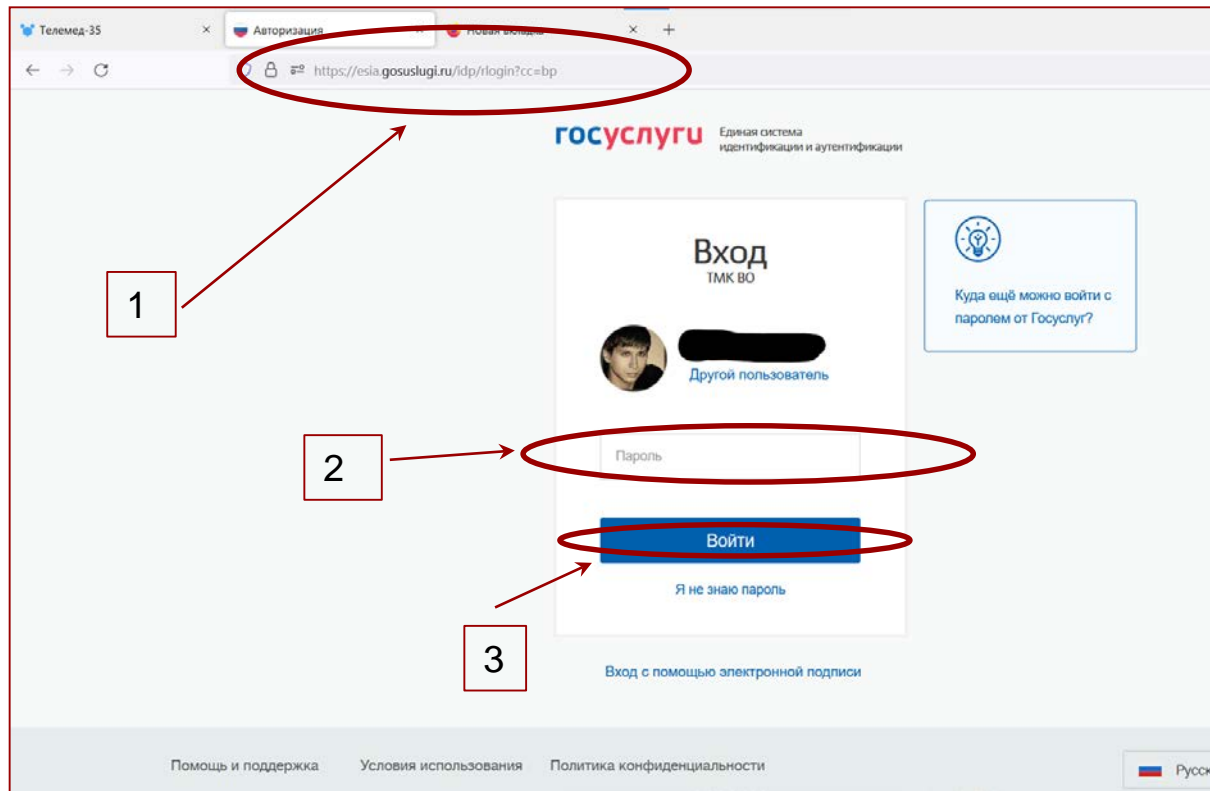 Телемед-35
Авторизация
Новая вкладка
https://esia.gosuslugi.ru/idp/rlogin?cc=bp
госуслуги
Единая система
идентификации и аутентификации
Вход
ТМК ВО
Куда ещё можно войти с
паролем от Госуслуг?
1
Другой пользователь
2
Пароль
Войти
Я не знаю пароль
3
Вход с помощью электронной подписи
Помощь и поддержка
Условия использования
Политика конфиденциальности